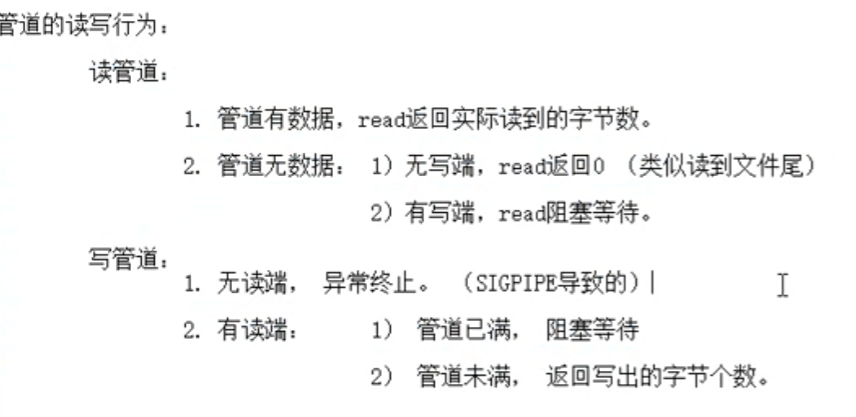 管道的读写行为：
读管道：
1. 管道有数据，read返回实际读到的字节数。
2. 管道无数据： 1）无写端，read返回0 （类似读到文件尾）
2）有写端，read阻塞等待。
写管道：
1. 无读端， 异常终止。 （SIGPIPE导致的）
2. 有读端： 1） 管道已满， 阻塞等待
2） 管道未满， 返回写出的字节个数。